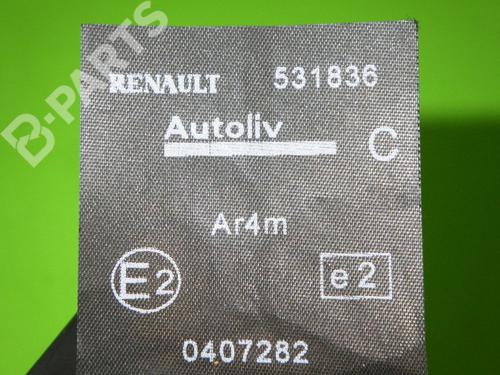 B-PARTS
RENAULT 531836
Autoliv
C
Ar4m
E2 e2
0407282